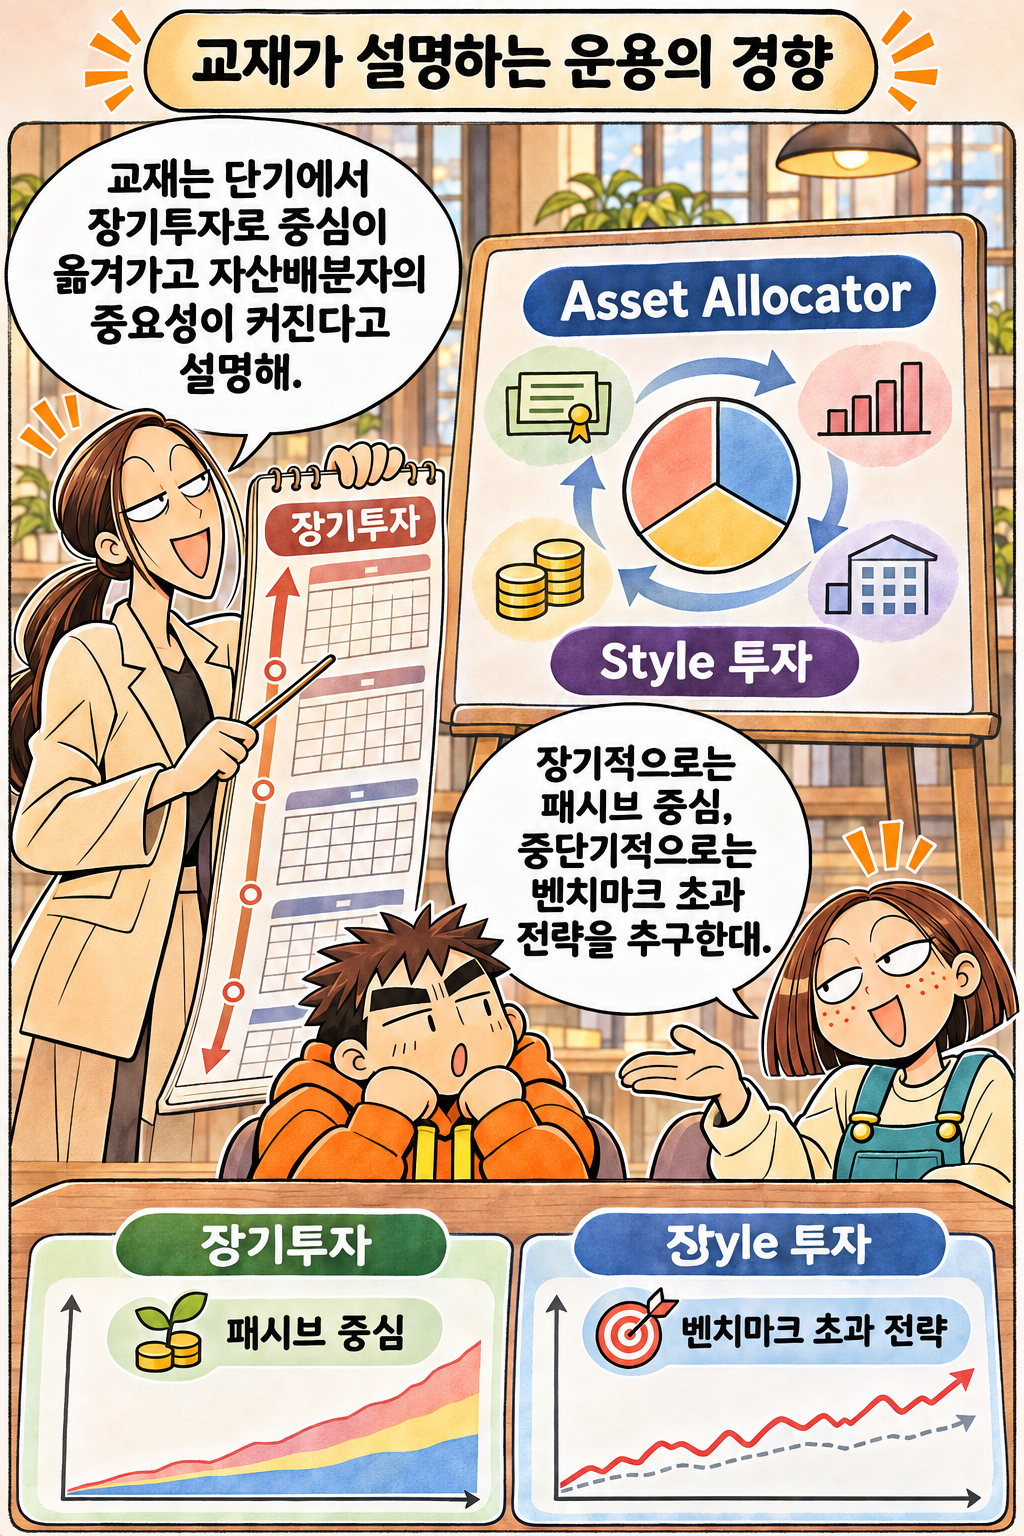 교재가 설명하는 운용의 경향
교재는 단기에서
장기투자로 중심이
옮겨가고 자산배분자의
중요성이 커진다고
설명해.
장기투자
Asset Allocator
Style 투자
장기적으로는
패시브 중심,
중단기적으로는
벤치마크 초과
전략을 추구한대.
장기투자
패시브 중심
투자
벤치마크 초과 전략